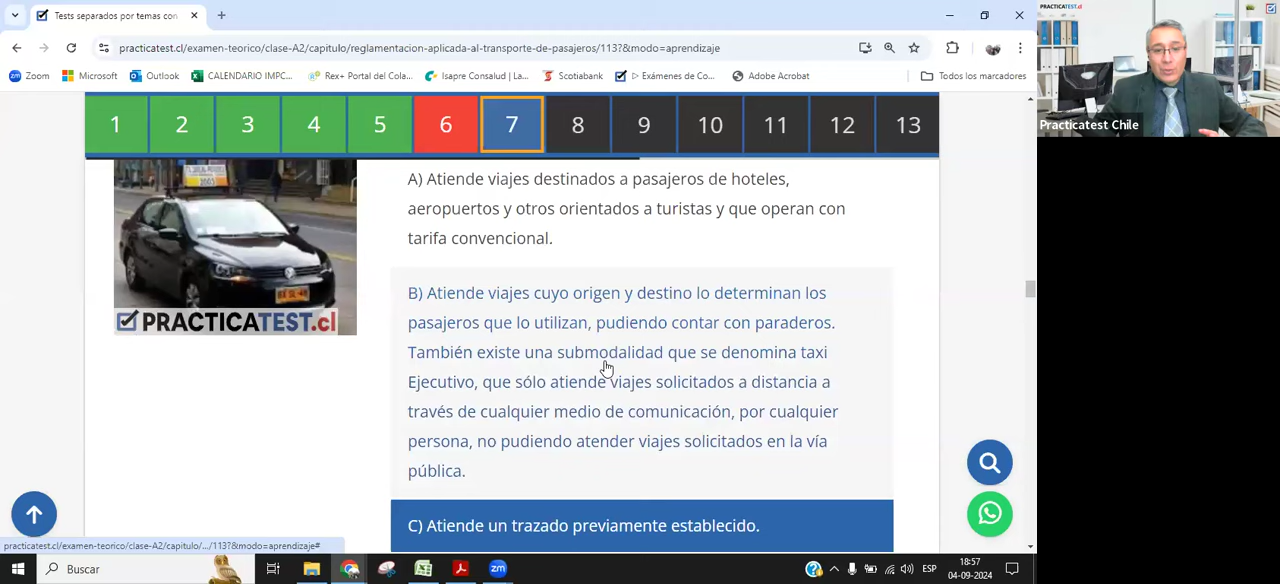 Tests separados por temas con
practicatest.cl/examen-teorico/clase-A2/capitulo/reglamentacion-aplicada-al-transporte-de-pasajeros/113?&modo=aprendizaje
Zoom
Microsoft
Outlook
CALENDARIO IMPC...
Rex+ Portal del Cola...
Isapre Consalud | La...
Scotiabank
▷ Exámenes de Co...
Adobe Acrobat
Todos los marcadores
PRACTICATEST.cl
Practicatest Chile
1 2 3 4 5 6 7 8 9 10 11 12 13
A) Atiende viajes destinados a pasajeros de hoteles,
aeropuertos y otros orientados a turistas y que operan con
tarifa convencional.
PRACTICATEST.cl
B) Atiende viajes cuyo origen y destino lo determinan los
pasajeros que lo utilizan, pudiendo contar con paraderos.
También existe una submodalidad que se denomina taxi
Ejecutivo, que sólo atiende viajes solicitados a distancia a
través de cualquier medio de comunicación, por cualquier
persona, no pudiendo atender viajes solicitados en la vía
pública.
C) Atiende un trazado previamente establecido.
practicatest.cl/examen-teorico/clase-A2/capitulo/.../113?&modo=aprendizaje#
Buscar
ESP
18:57
04-09-2024